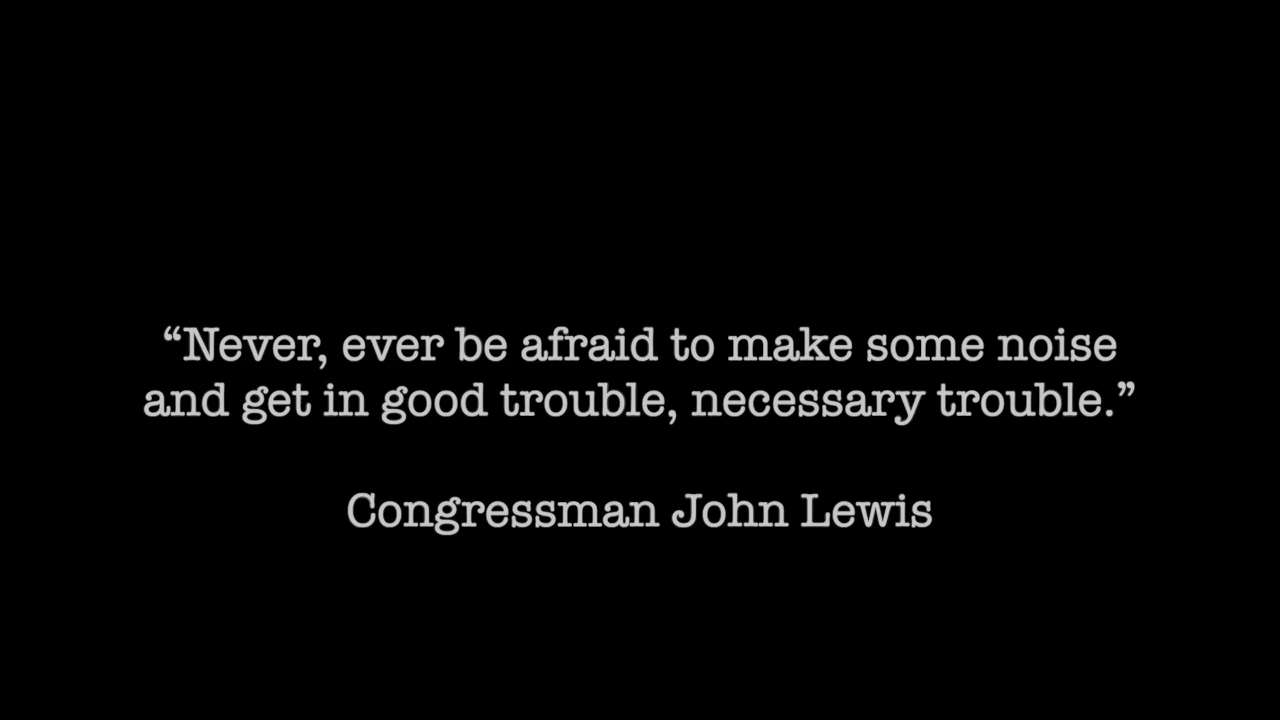 “Never, ever be afraid to make some noise
and get in good trouble, necessary trouble.”
Congressman John Lewis